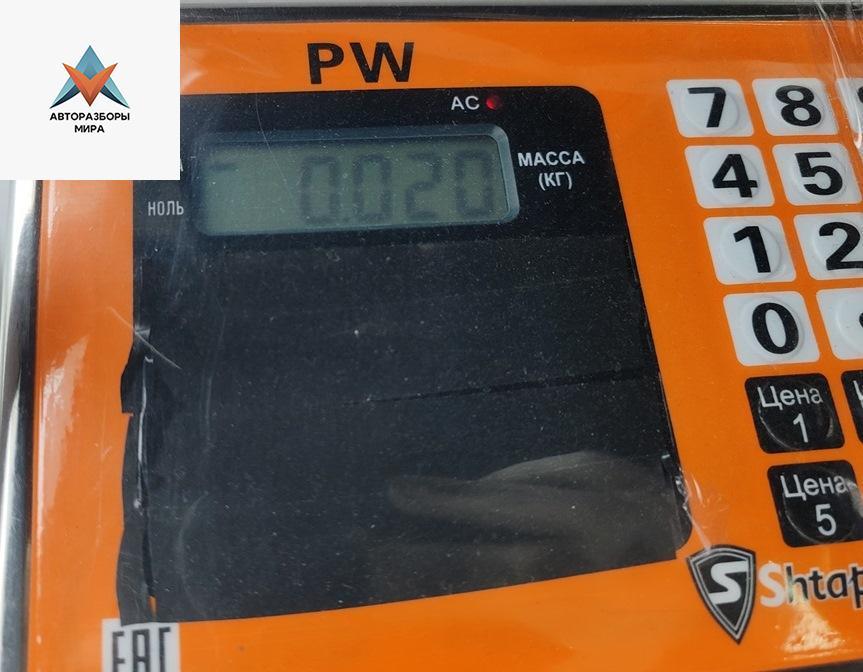 АВТОРАЗБОРЫ
МИРА
PW
AC
0.020
МАССА
(КГ)
НОЛЬ
7 8
4 5
1 2
0
Цена
1
Цена
5
S
Shtap
EAC